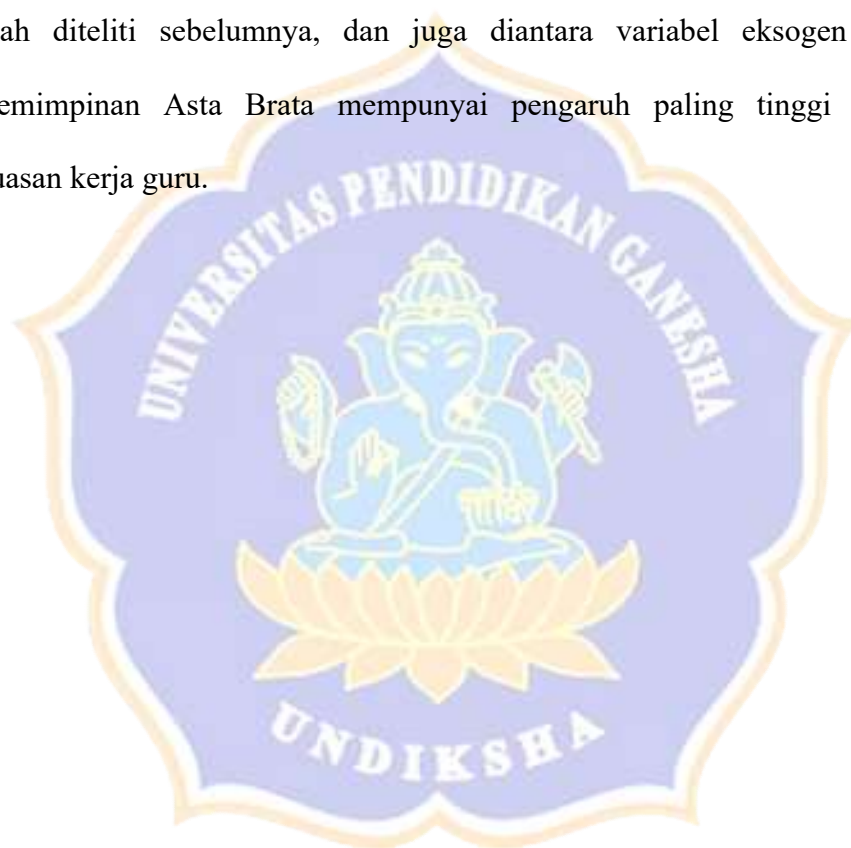 ah diteliti sebelumnya, dan juga diantara variabel eksogen
emimpinan Asta Brata mempunyai pengaruh paling tinggi
uasan kerja guru.
UNIVERSITAS PENDIDIKAN GANESHA
UNDIKSHA